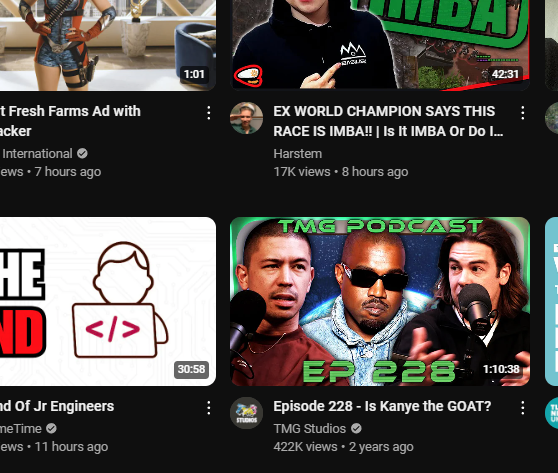 IMBA
1:01
42:31
t Fresh Farms Ad with
acker
International
ews • 7 hours ago
EX WORLD CHAMPION SAYS THIS
RACE IS IMBA!! | Is It IMBA Or Do I...
Harstem
17K views • 8 hours ago
HE
ND
</>
30:58
TMG PODCAST
EP 228
1:10:38
nd Of Jr Engineers
meTime
ews • 11 hours ago
STUDIOS
Episode 228 - Is Kanye the GOAT?
TMG Studios
422K views • 2 years ago